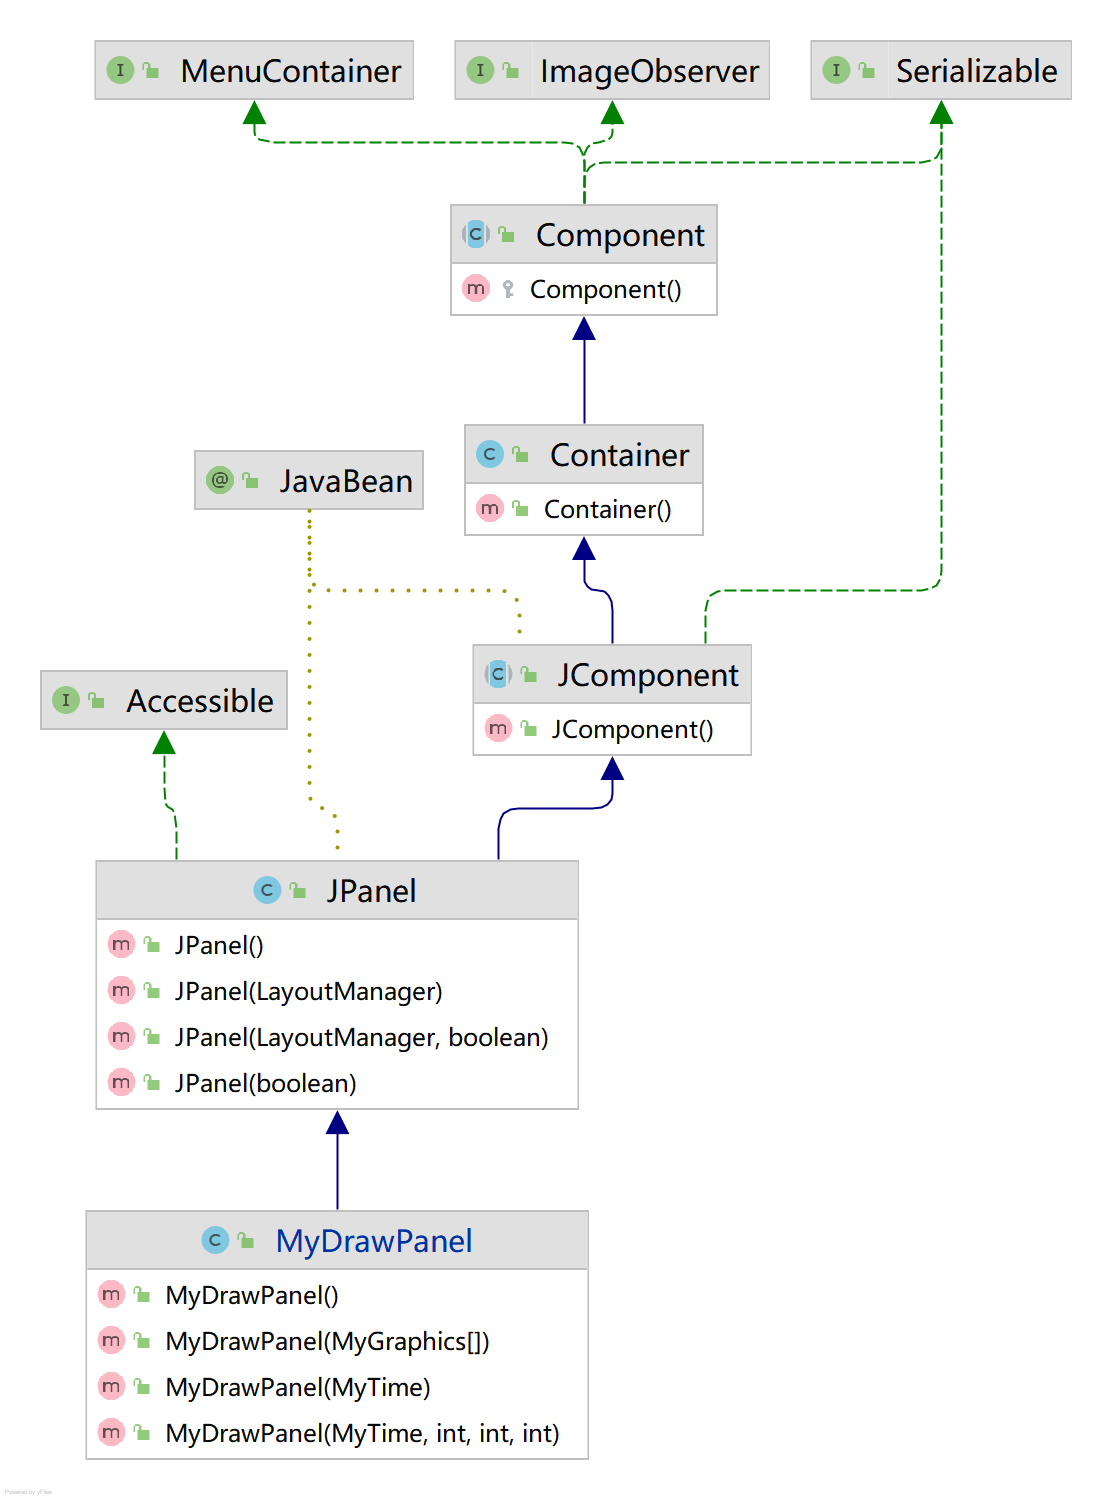 MenuContainer
ImageObserver
Serializable
Component
Component()
Container
Container()
JavaBean
JComponent
JComponent()
Accessible
JPanel
JPanel()
JPanel(LayoutManager)
JPanel(LayoutManager, boolean)
JPanel(boolean)
MyDrawPanel
MyDrawPanel()
MyDrawPanel(MyGraphics[])
MyDrawPanel(MyTime)
MyDrawPanel(MyTime, int, int, int)
Powered by yFiles